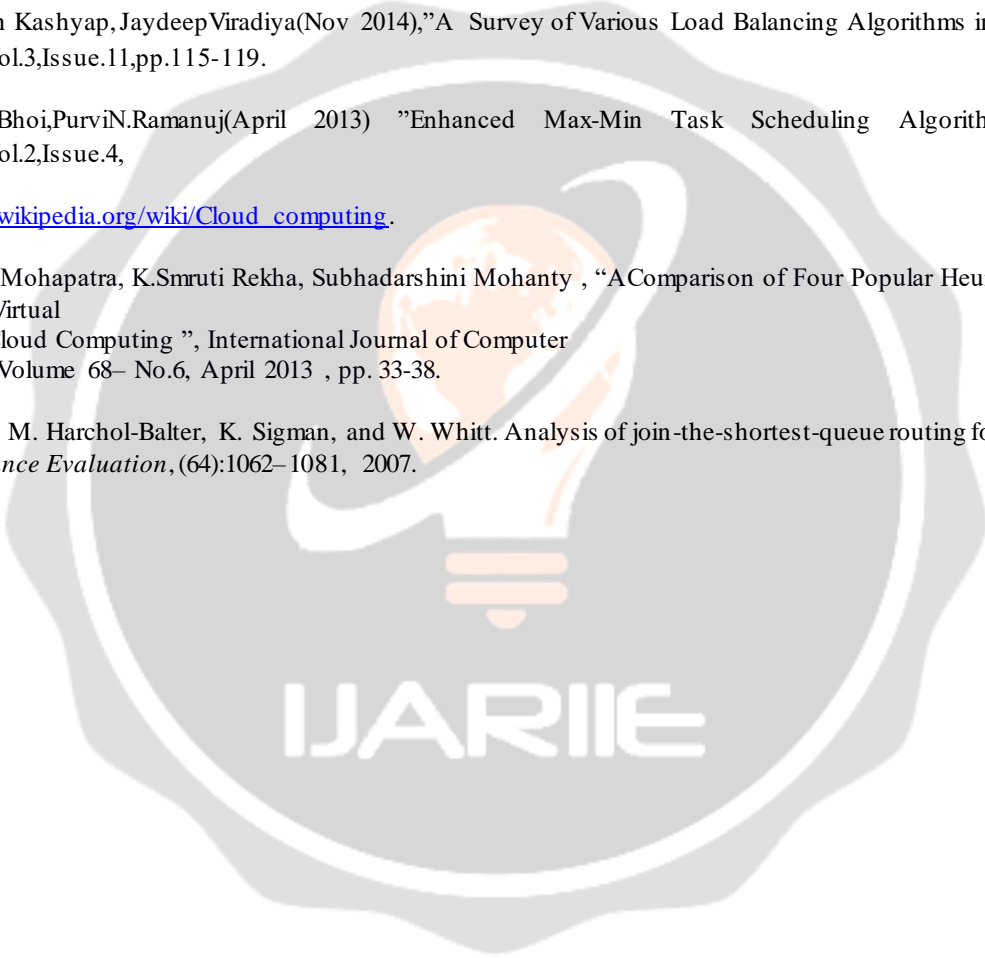 Kashyap,JaydeepViradiya(Nov 2014),”A Survey of Various Load Balancing Algorithms in
ol.3,Issue.11,pp.115-119.
Bhoi,PurviN.Ramanuj(April 2013) ”Enhanced Max-Min Task Scheduling Algorith
ol.2,Issue.4,
wikipedia.org/wiki/Cloud_computing.
Mohapatra, K.Smruti Rekha, Subhadarshini Mohanty , “AComparison of Four Popular Heu
Virtual
loud Computing ”, International Journal of Computer
Volume 68– No.6, April 2013 , pp. 33-38.
M. Harchol-Balter, K. Sigman, and W. Whitt. Analysis of join-the-shortest-queue routing fo
nce Evaluation, (64):1062–1081, 2007.
IJARIIE